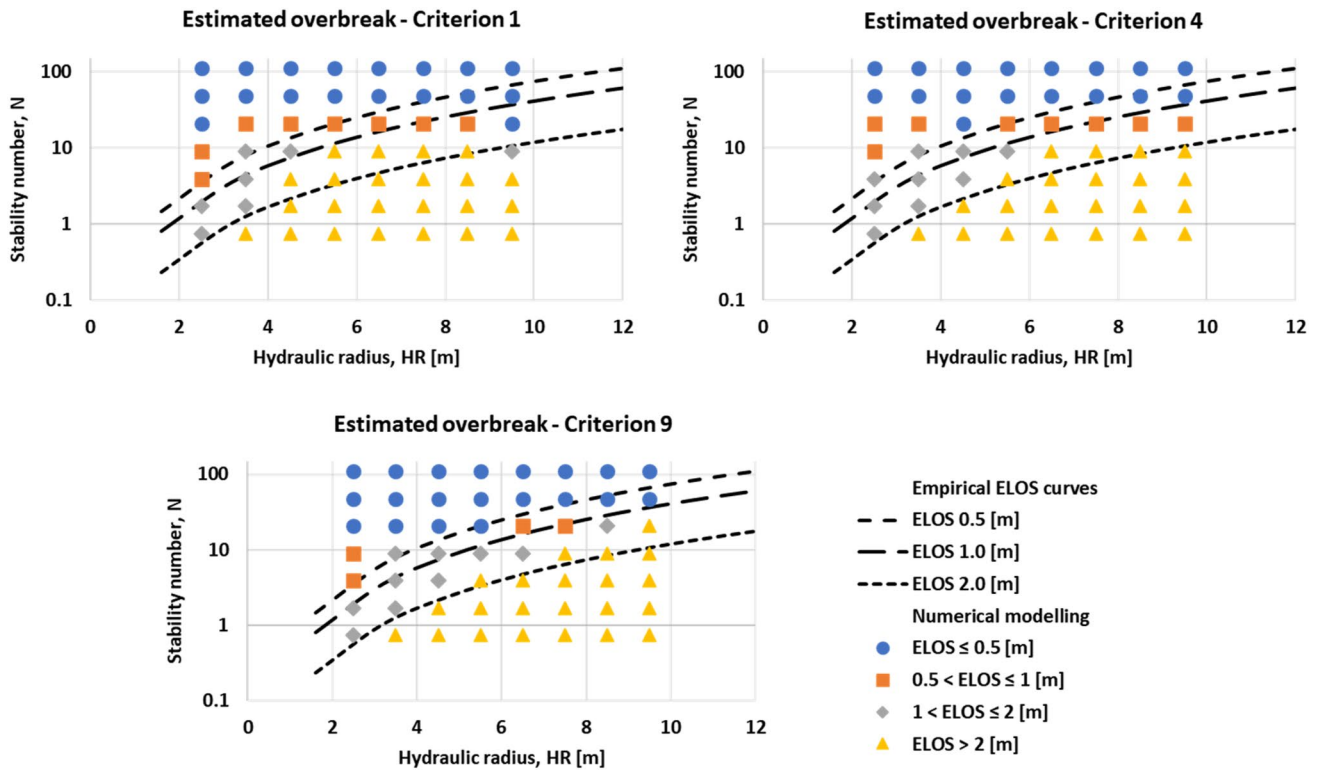 Estimated overbreak - Criterion 1
Stability number, N
100
10
1
0.1
0 2 4 6 8 10 12
Hydraulic radius, HR [m]
Estimated overbreak - Criterion 4
Stability number, N
100
10
1
0.1
0 2 4 6 8 10 12
Hydraulic radius, HR [m]
Estimated overbreak - Criterion 9
Stability number, N
100
10
1
0.1
0 2 4 6 8 10 12
Hydraulic radius, HR [m]
Empirical ELOS curves
ELOS 0.5 [m]
ELOS 1.0 [m]
ELOS 2.0 [m]
Numerical modelling
ELOS ≤ 0.5 [m]
0.5 < ELOS ≤ 1 [m]
1 < ELOS ≤ 2 [m]
ELOS > 2 [m]